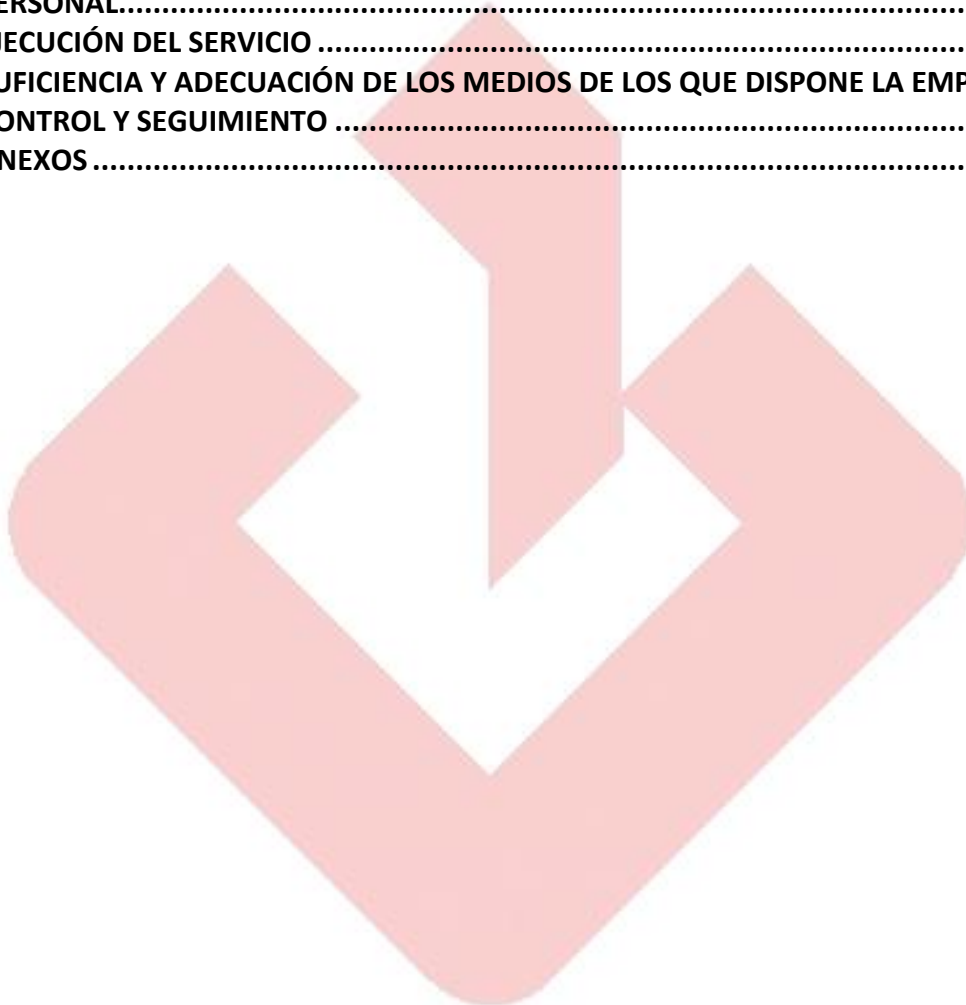 ERSONAL..........................................................................................
JECUCIÓN DEL SERVICIO ....................................................................
UFICIENCIA Y ADECUACIÓN DE LOS MEDIOS DE LOS QUE DISPONE LA EMP
ONTROL Y SEGUIMIENTO ..................................................................
NEXOS .............................................................................................